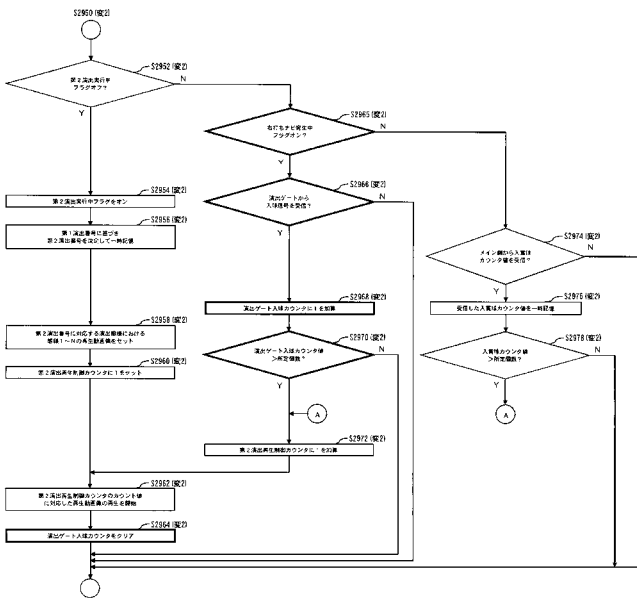 S2950 (変2)
S2952 (変2)
第2演出実行中
フラグオフ？
N
Y
S2965 (変2)
右打ちナビ発生中
フラグオン？
N
Y
S2954 (変2)
第2演出実行中フラグをオン
S2956 (変2)
第1演出番号に基づき
第2演出番号を決定して一時記憶
S2966 (変2)
演出ゲートから
入球信号を受信？
N
Y
S2974 (変2)
メイン側から入賞球
カウンタ値を受信？
N
Y
S2958 (変2)
第2演出番号に対応する演出態様における
1～Nの再生動画像をセット
S2960 (変2)
第2演出再生制御カウンタに1をセット
S2968 (変2)
演出ゲート入球カウンタに1を加算
S2970 (変2)
演出ゲート入球カウンタ値
＞所定個数？
N
Y
S2976 (変2)
受信した入賞球カウンタ値を一時記憶
S2978 (変2)
入賞球カウンタ値
＞所定個数？
N
Y
A
A
S2972 (変2)
第2演出再生制御カウンタに1を加算
S2962 (変2)
第2演出再生制御カウンタのカウント値
に対応した再生動画像の再生を開始
S2964 (変2)
演出ゲート入球カウンタをクリア